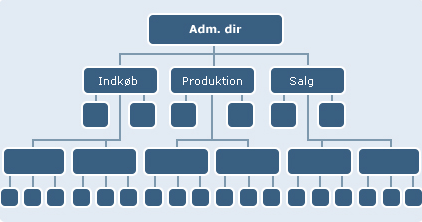 Adm. dir
Indkøb
Produktion
Salg